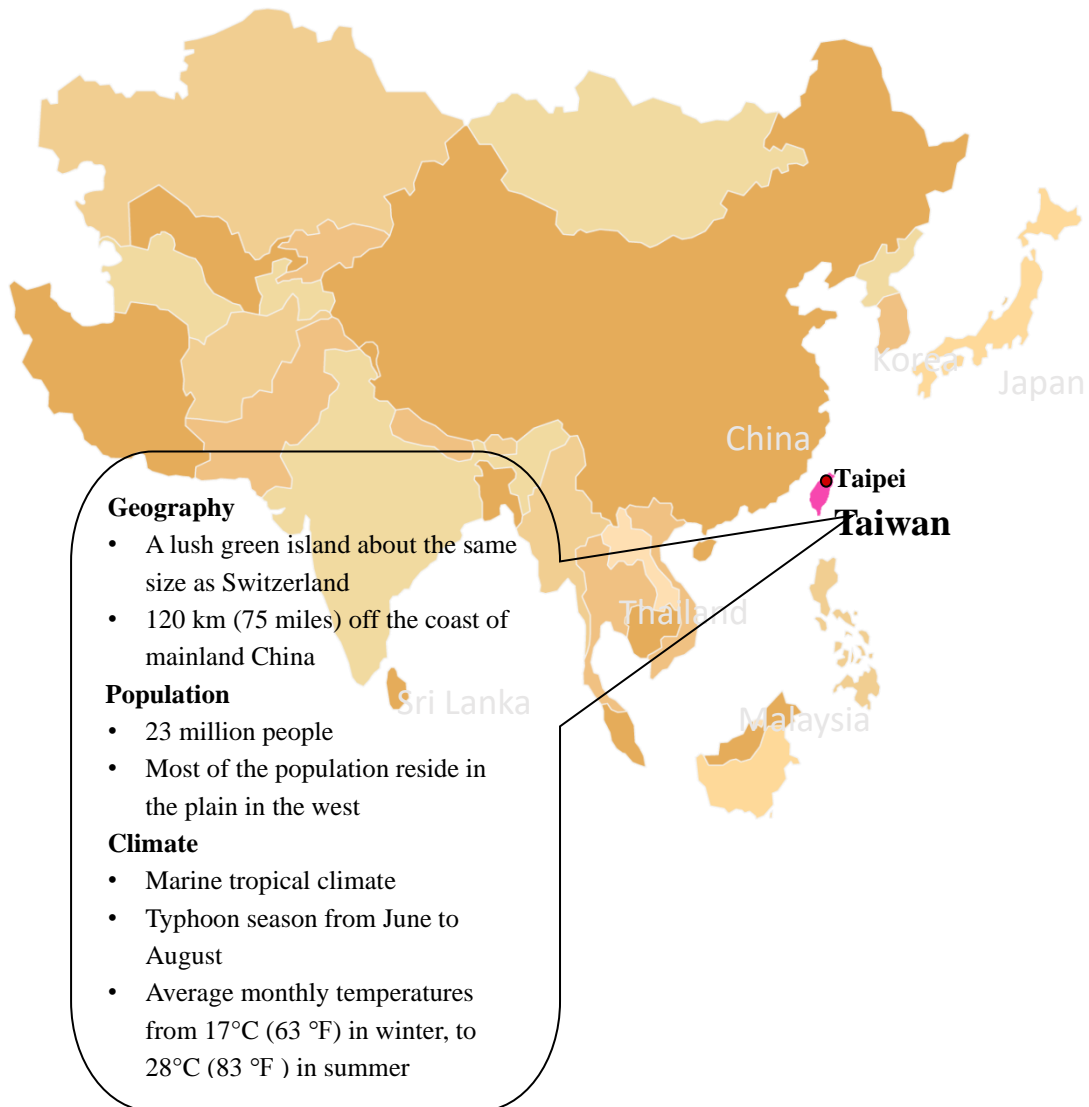 Korea
Japan
China
Taipei
Taiwan
Thailand
Sri Lanka
Malaysia
Geography
• A lush green island about the same
size as Switzerland
• 120 km (75 miles) off the coast of
mainland China
Population
• 23 million people
• Most of the population reside in
the plain in the west
Climate
• Marine tropical climate
• Typhoon season from June to
August
• Average monthly temperatures
from 17°C (63 °F) in winter, to
28°C (83 °F ) in summer